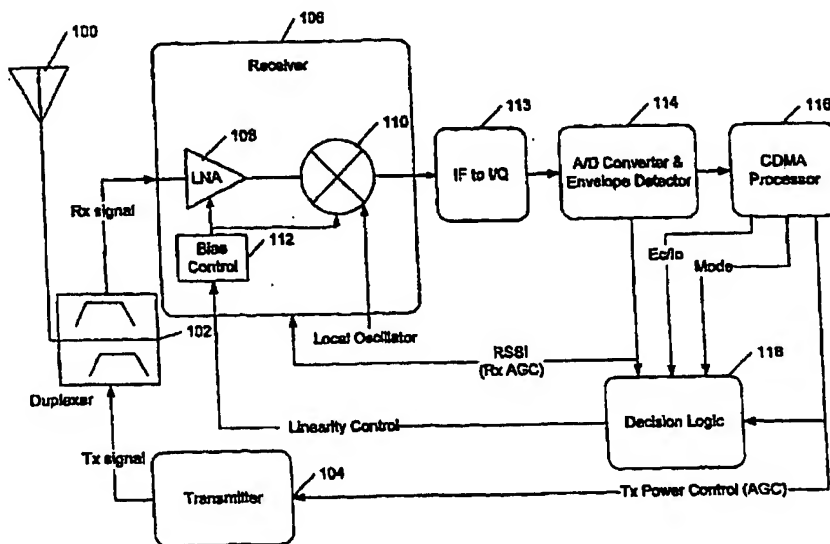 100
106
Receiver
108
LNA
110
113
IF to I/Q
114
A/D Converter &
Envelope Detector
116
CDMA
Processor
Rx signal
Bias
Control
112
Ec/Io
Mode
102
Local Oscillator
RSSI
(Rx AGC)
118
Duplexer
Linearity Control
Decision Logic
Tx signal
104
Transmitter
Tx Power Control (AGC)